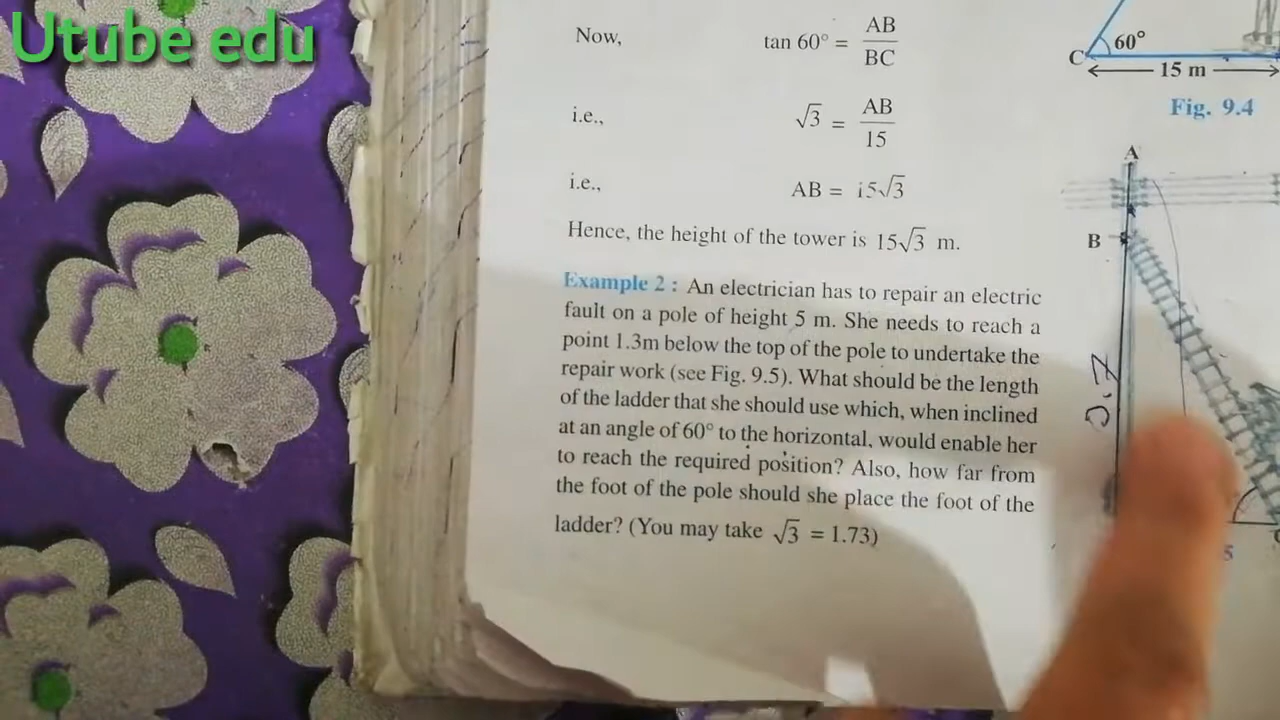 Utube edu
Now, tan 60° = AB/BC
i.e., √3 = AB/15
i.e., AB = 15√3
Hence, the height of the tower is 15√3 m.
Example 2 : An electrician has to repair an electric
fault on a pole of height 5 m. She needs to reach a
point 1.3m below the top of the pole to undertake the
repair work (see Fig. 9.5). What should be the length
of the ladder that she should use which, when inclined
at an angle of 60° to the horizontal, would enable her
to reach the required position? Also, how far from
the foot of the pole should she place the foot of the
ladder? (You may take √3 = 1.73)
60°
C
15 m
Fig. 9.4
A
B
5